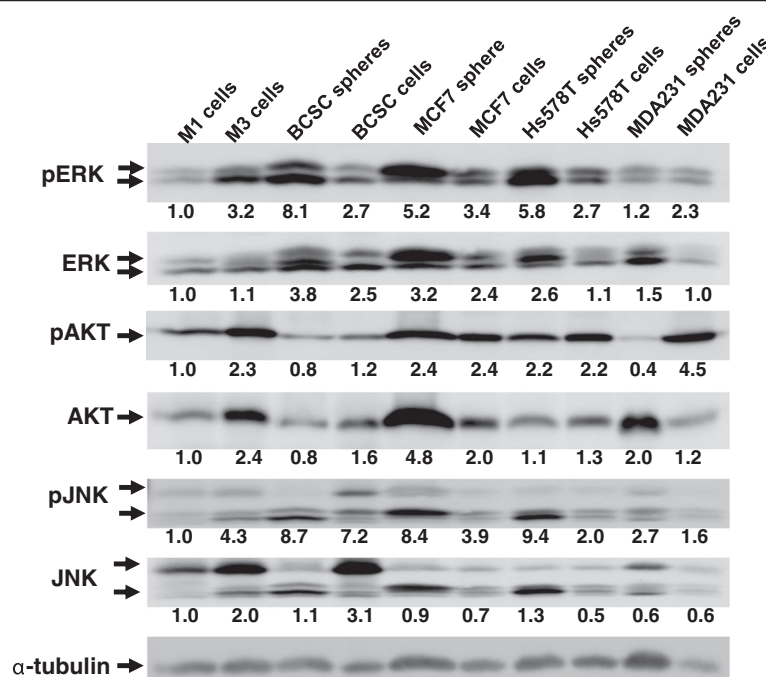 M1 cells
M3 cells
BCSC spheres
BCSC cells
MCF7 sphere
MCF7 cells
Hs578T spheres
Hs578T cells
MDA231 spheres
MDA231 cells
pERK
1.0 3.2 8.1 2.7 5.2 3.4 5.8 2.7 1.2 2.3
ERK
1.0 1.1 3.8 2.5 3.2 2.4 2.6 1.1 1.5 1.0
pAKT
1.0 2.3 0.8 1.2 2.4 2.4 2.2 2.2 0.4 4.5
AKT
1.0 2.4 0.8 1.6 4.8 2.0 1.1 1.3 2.0 1.2
pJNK
1.0 4.3 8.7 7.2 8.4 3.9 9.4 2.0 2.7 1.6
JNK
1.0 2.0 1.1 3.1 0.9 0.7 1.3 0.5 0.6 0.6
α-tubulin